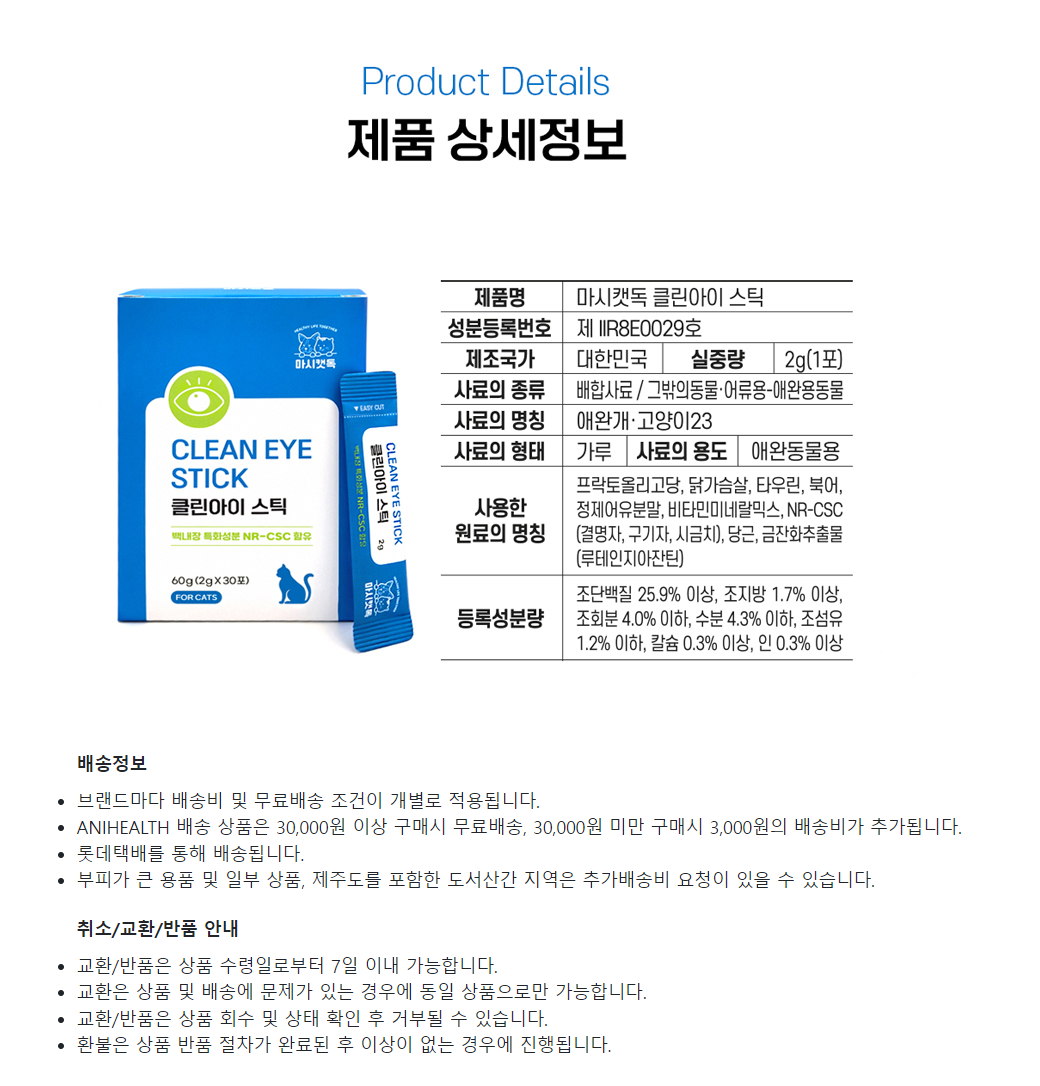 Product Details
제품 상세정보
HEALTHY LIFE TOGETHER
마시캣독
CLEAN EYE
STICK
클린아이 스틱
백내장 특화성분 NR-CSC 함유
60g (2g X 30포)
FOR CATS
▼ EASY CUT
CLEAN EYE STICK
클린아이 스틱 2g
백내장 특화성분 NR-CSC 함유
마시캣독
제품명 마시캣독 클린아이 스틱
성분등록번호 제 IIR8E0029호
제조국가 대한민국 실중량 2g(1포)
사료의 종류 배합사료 / 그밖의동물·어류용-애완용동물
사료의 명칭 애완개·고양이23
사료의 형태 가루 사료의 용도 애완동물용
사용한
원료의 명칭
프락토올리고당, 닭가슴살, 타우린, 북어,
정제어유분말, 비타민미네랄믹스, NR-CSC
(결명자, 구기자, 시금치), 당근, 금잔화추출물
(루테인지아잔틴)
등록성분량
조단백질 25.9% 이상, 조지방 1.7% 이상,
조회분 4.0% 이하, 수분 4.3% 이하, 조섬유
1.2% 이하, 칼슘 0.3% 이상, 인 0.3% 이상
배송정보
• 브랜드마다 배송비 및 무료배송 조건이 개별로 적용됩니다.
• ANIHEALTH 배송 상품은 30,000원 이상 구매시 무료배송, 30,000원 미만 구매시 3,000원의 배송비가 추가됩니다.
• 롯데택배를 통해 배송됩니다.
• 부피가 큰 용품 및 일부 상품, 제주도를 포함한 도서산간 지역은 추가배송비 요청이 있을 수 있습니다.
취소/교환/반품 안내
• 교환/반품은 상품 수령일로부터 7일 이내 가능합니다.
• 교환은 상품 및 배송에 문제가 있는 경우에 동일 상품으로만 가능합니다.
• 교환/반품은 상품 회수 및 상태 확인 후 거부될 수 있습니다.
• 환불은 상품 반품 절차가 완료된 후 이상이 없는 경우에 진행됩니다.